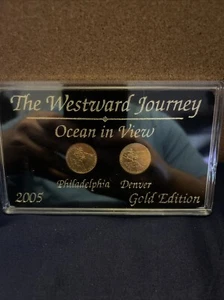 The Westward Journey
Ocean in View
Philadelphia Denver
2005 Gold Edition